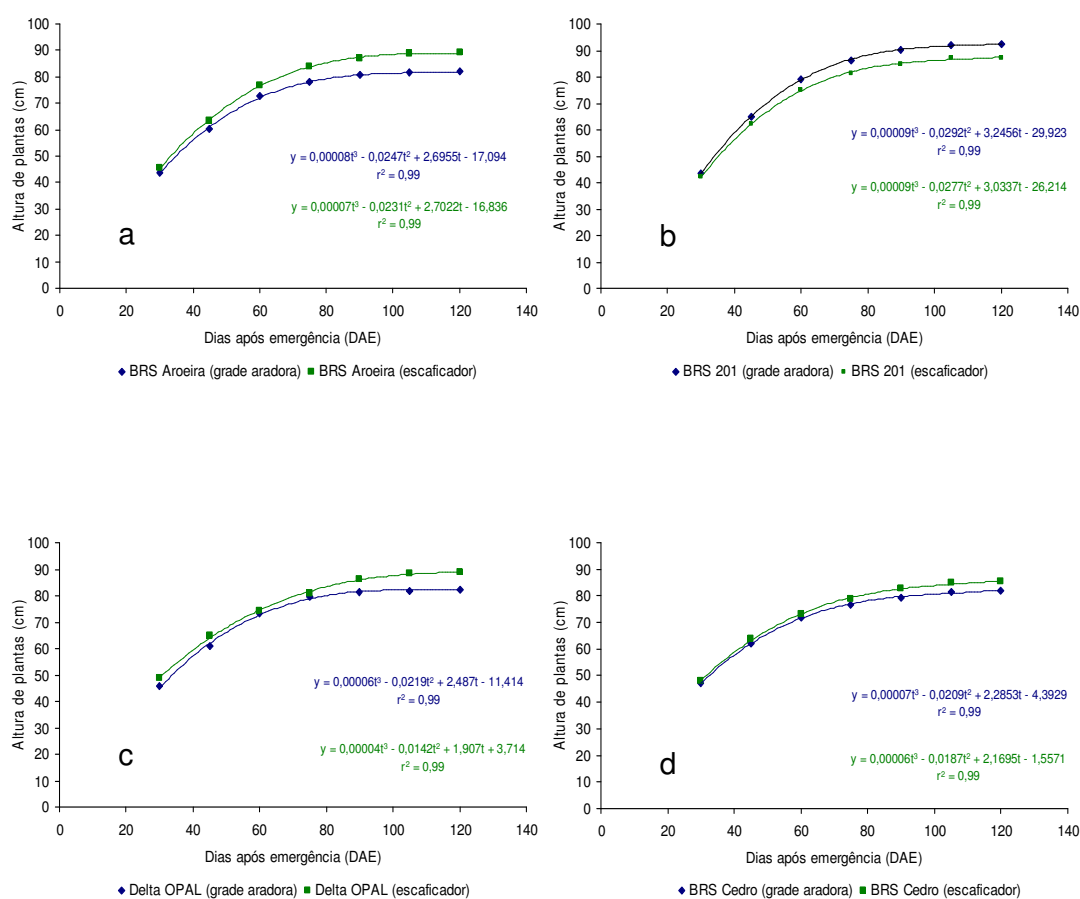 100
90
80
70
60
50
40
30
20
10
0
Altura de plantas (cm)
y = 0,00008t³ - 0,0247t² + 2,6955t - 17,094
r² = 0,99
y = 0,00007t³ - 0,0231t² + 2,7022t - 16,836
r² = 0,99
a
0 20 40 60 80 100 120 140
Dias após emergência (DAE)
BRS Aroeira (grade aradora) BRS Aroeira (escaficador)
100
90
80
70
60
50
40
30
20
10
0
Altura de plantas (cm)
y = 0,00009t³ - 0,0292t² + 3,2456t - 29,923
r² = 0,99
y = 0,00009t³ - 0,0277t² + 3,0337t - 26,214
r² = 0,99
b
0 20 40 60 80 100 120 140
Dias após emergência (DAE)
BRS 201 (grade aradora) BRS 201 (escaficador)
100
90
80
70
60
50
40
30
20
10
0
Altura de plantas (cm)
y = 0,00006t³ - 0,0219t² + 2,487t - 11,414
r² = 0,99
y = 0,00004t³ - 0,0142t² + 1,907t + 3,714
r² = 0,99
c
0 20 40 60 80 100 120 140
Dias após emergência (DAE)
Delta OPAL (grade aradora) Delta OPAL (escaficador)
100
90
80
70
60
50
40
30
20
10
0
Altura de plantas (cm)
y = 0,00007t³ - 0,0209t² + 2,2853t - 4,3929
r² = 0,99
y = 0,00006t³ - 0,0187t² + 2,1695t - 1,5571
r² = 0,99
d
0 20 40 60 80 100 120 140
Dias após emergência (DAE)
BRS Cedro (grade aradora) BRS Cedro (escaficador)